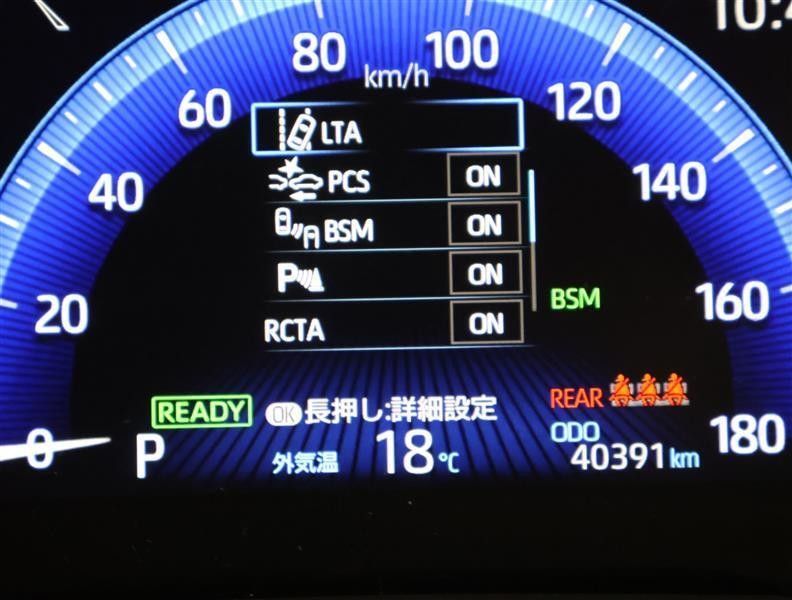 10:4
80
100
km/h
60
120
LTA
40
PCS ON
140
BSM ON
P ON
20
BSM
160
RCTA ON
READY
OK 長押し:詳細設定
REAR
0
P
外気温 18℃
ODO
40391 km
180